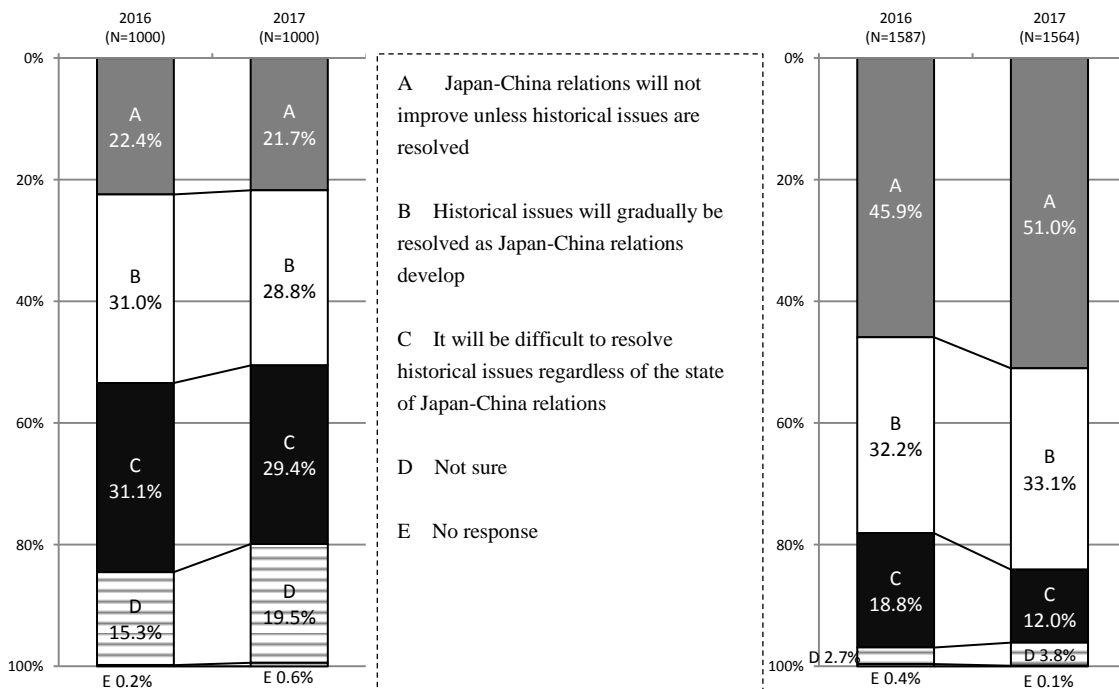 2016
(N=1000)
2017
(N=1000)
0%
20%
40%
60%
80%
100%
A
22.4%
B
31.0%
C
31.1%
D
15.3%
E 0.2%
A
21.7%
B
28.8%
C
29.4%
D
19.5%
E 0.6%
A Japan-China relations will not
improve unless historical issues are
resolved
B Historical issues will gradually be
resolved as Japan-China relations
develop
C It will be difficult to resolve
historical issues regardless of the state
of Japan-China relations
D Not sure
E No response
2016
(N=1587)
2017
(N=1564)
0%
20%
40%
60%
80%
100%
A
45.9%
B
32.2%
C
18.8%
D 2.7%
E 0.4%
A
51.0%
B
33.1%
C
12.0%
D 3.8%
E 0.1%